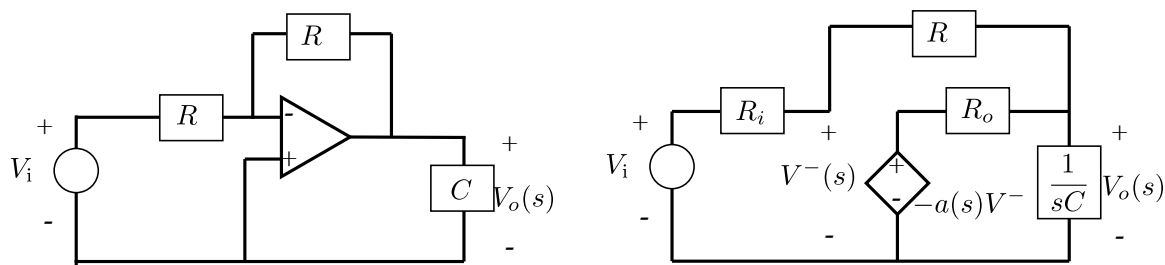 R
R
-
+
+
V_i
-
C
+
V_o(s)
-
R
R_i
R_o
+
V_i
-
+
V^-(s)
-
+
-
-a(s)V^-
1
sC
+
V_o(s)
-